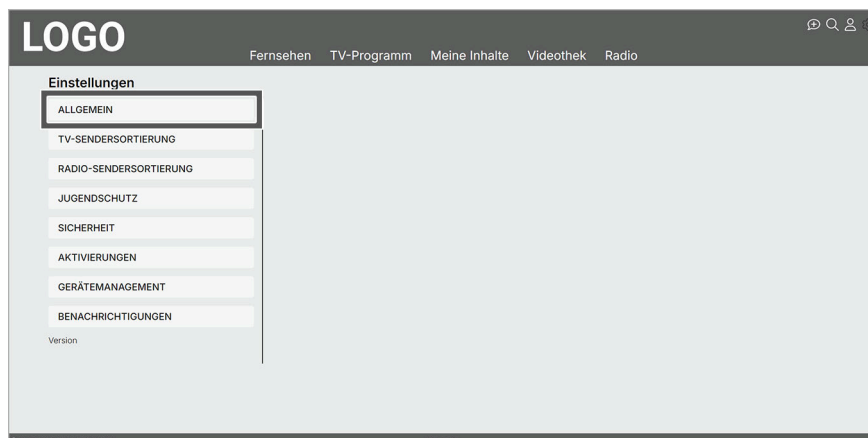 LOGO
Fernsehen TV-Programm Meine Inhalte Videothek Radio
Einstellungen
ALLGEMEIN
TV-SENDERSORTIERUNG
RADIO-SENDERSORTIERUNG
JUGENDSCHUTZ
SICHERHEIT
AKTIVIERUNGEN
GERÄTEMANAGEMENT
BENACHRICHTIGUNGEN
Version